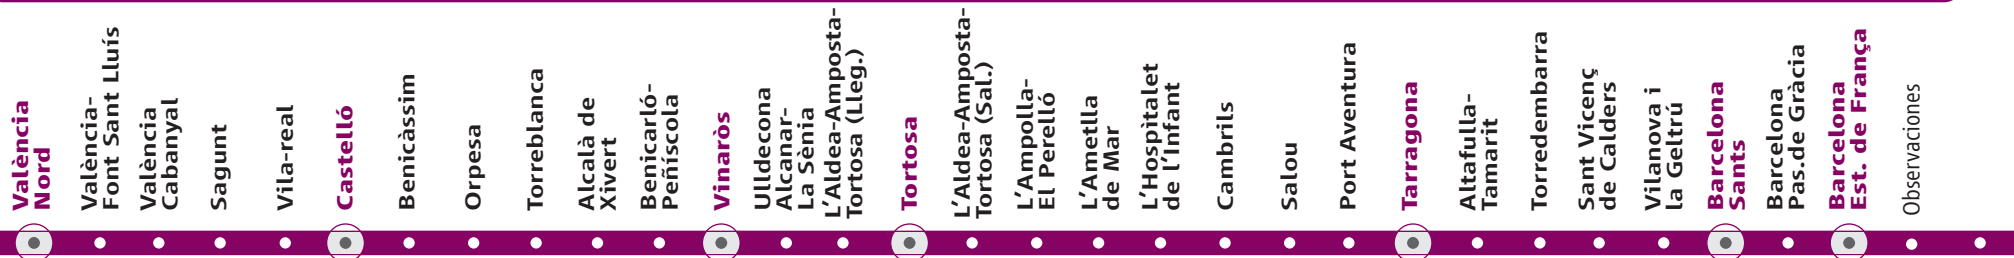 València
Nord
València-
Font Sant Lluís
València
Cabanyal
Sagunt
Vila-real
Castelló
Benicàssim
Orpesa
Torreblanca
Alcalà de
Xivert
Benicarló-
Peñíscola
Vinaròs
Ulldecona
Alcanar-
La Sènia
L'Aldea-Amposta-
Tortosa (Lleg.)
Tortosa
L'Aldea-Amposta-
Tortosa (Sal.)
L'Ampolla-
El Perelló
L'Ametlla
de Mar
L'Hospitalet
de l'Infant
Cambrils
Salou
Port Aventura
Tarragona
Altafulla-
Tamarit
Torredembarra
Sant Vicenç
de Calders
Vilanova i
la Geltrú
Barcelona
Sants
Barcelona
Pas.de Gràcia
Barcelona
Est. de França
Observaciones